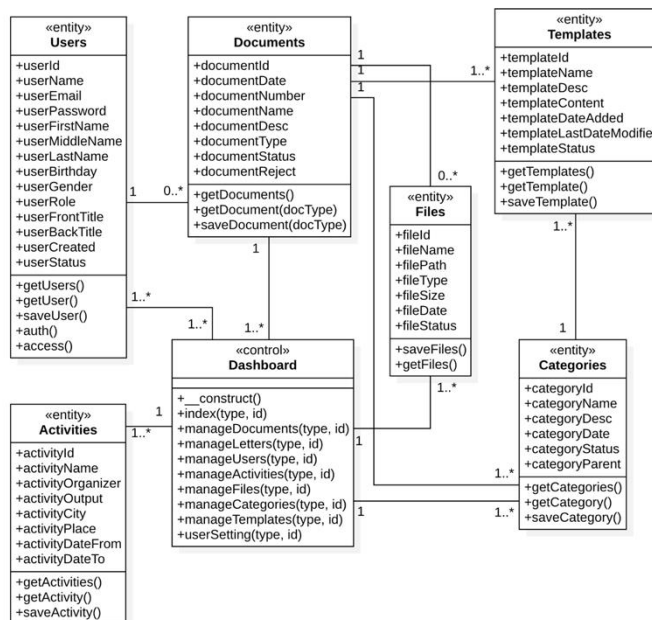 «entity»
Users
+userId
+userName
+userEmail
+userPassword
+userFirstName
+userMiddleName
+userLastName
+userBirthday
+userGender
+userRole
+userFrontTitle
+userBackTitle
+userCreated
+userStatus
+getUsers()
+getUser()
+saveUser()
+auth()
+access()
«entity»
Documents
+documentId
+documentDate
+documentNumber
+documentName
+documentDesc
+documentType
+documentStatus
+documentReject
+getDocuments()
+getDocument(docType)
+saveDocument(docType)
«entity»
Templates
+templateId
+templateName
+templateDesc
+templateContent
+templateDateAdded
+templateLastDateModifie
+templateStatus
+getTemplates()
+getTemplate()
+saveTemplate()
1
1
1
1..*
1
0..*
0..*
«entity»
Files
+fileId
+fileName
+filePath
+fileType
+fileSize
+fileDate
+fileStatus
+saveFiles()
+getFiles()
1
1..*
1..*
1..*
1..*
1
«control»
Dashboard
+__construct()
+index(type, id)
+manageDocuments(type, id)
+manageLetters(type, id)
+manageUsers(type, id)
+manageActivities(type, id)
+manageFiles(type, id)
+manageCategories(type, id)
+manageTemplates(type, id)
+userSetting(type, id)
«entity»
Categories
+categoryId
+categoryName
+categoryDesc
+categoryDate
+categoryStatus
+categoryParent
+getCategories()
+getCategory()
+saveCategory()
«entity»
Activities
+activityId
+activityName
+activityOrganizer
+activityOutput
+activityCity
+activityPlace
+activityDateFrom
+activityDateTo
+getActivities()
+getActivity()
+saveActivity()
1
1..*
1..*
1
1..*
1
1..*